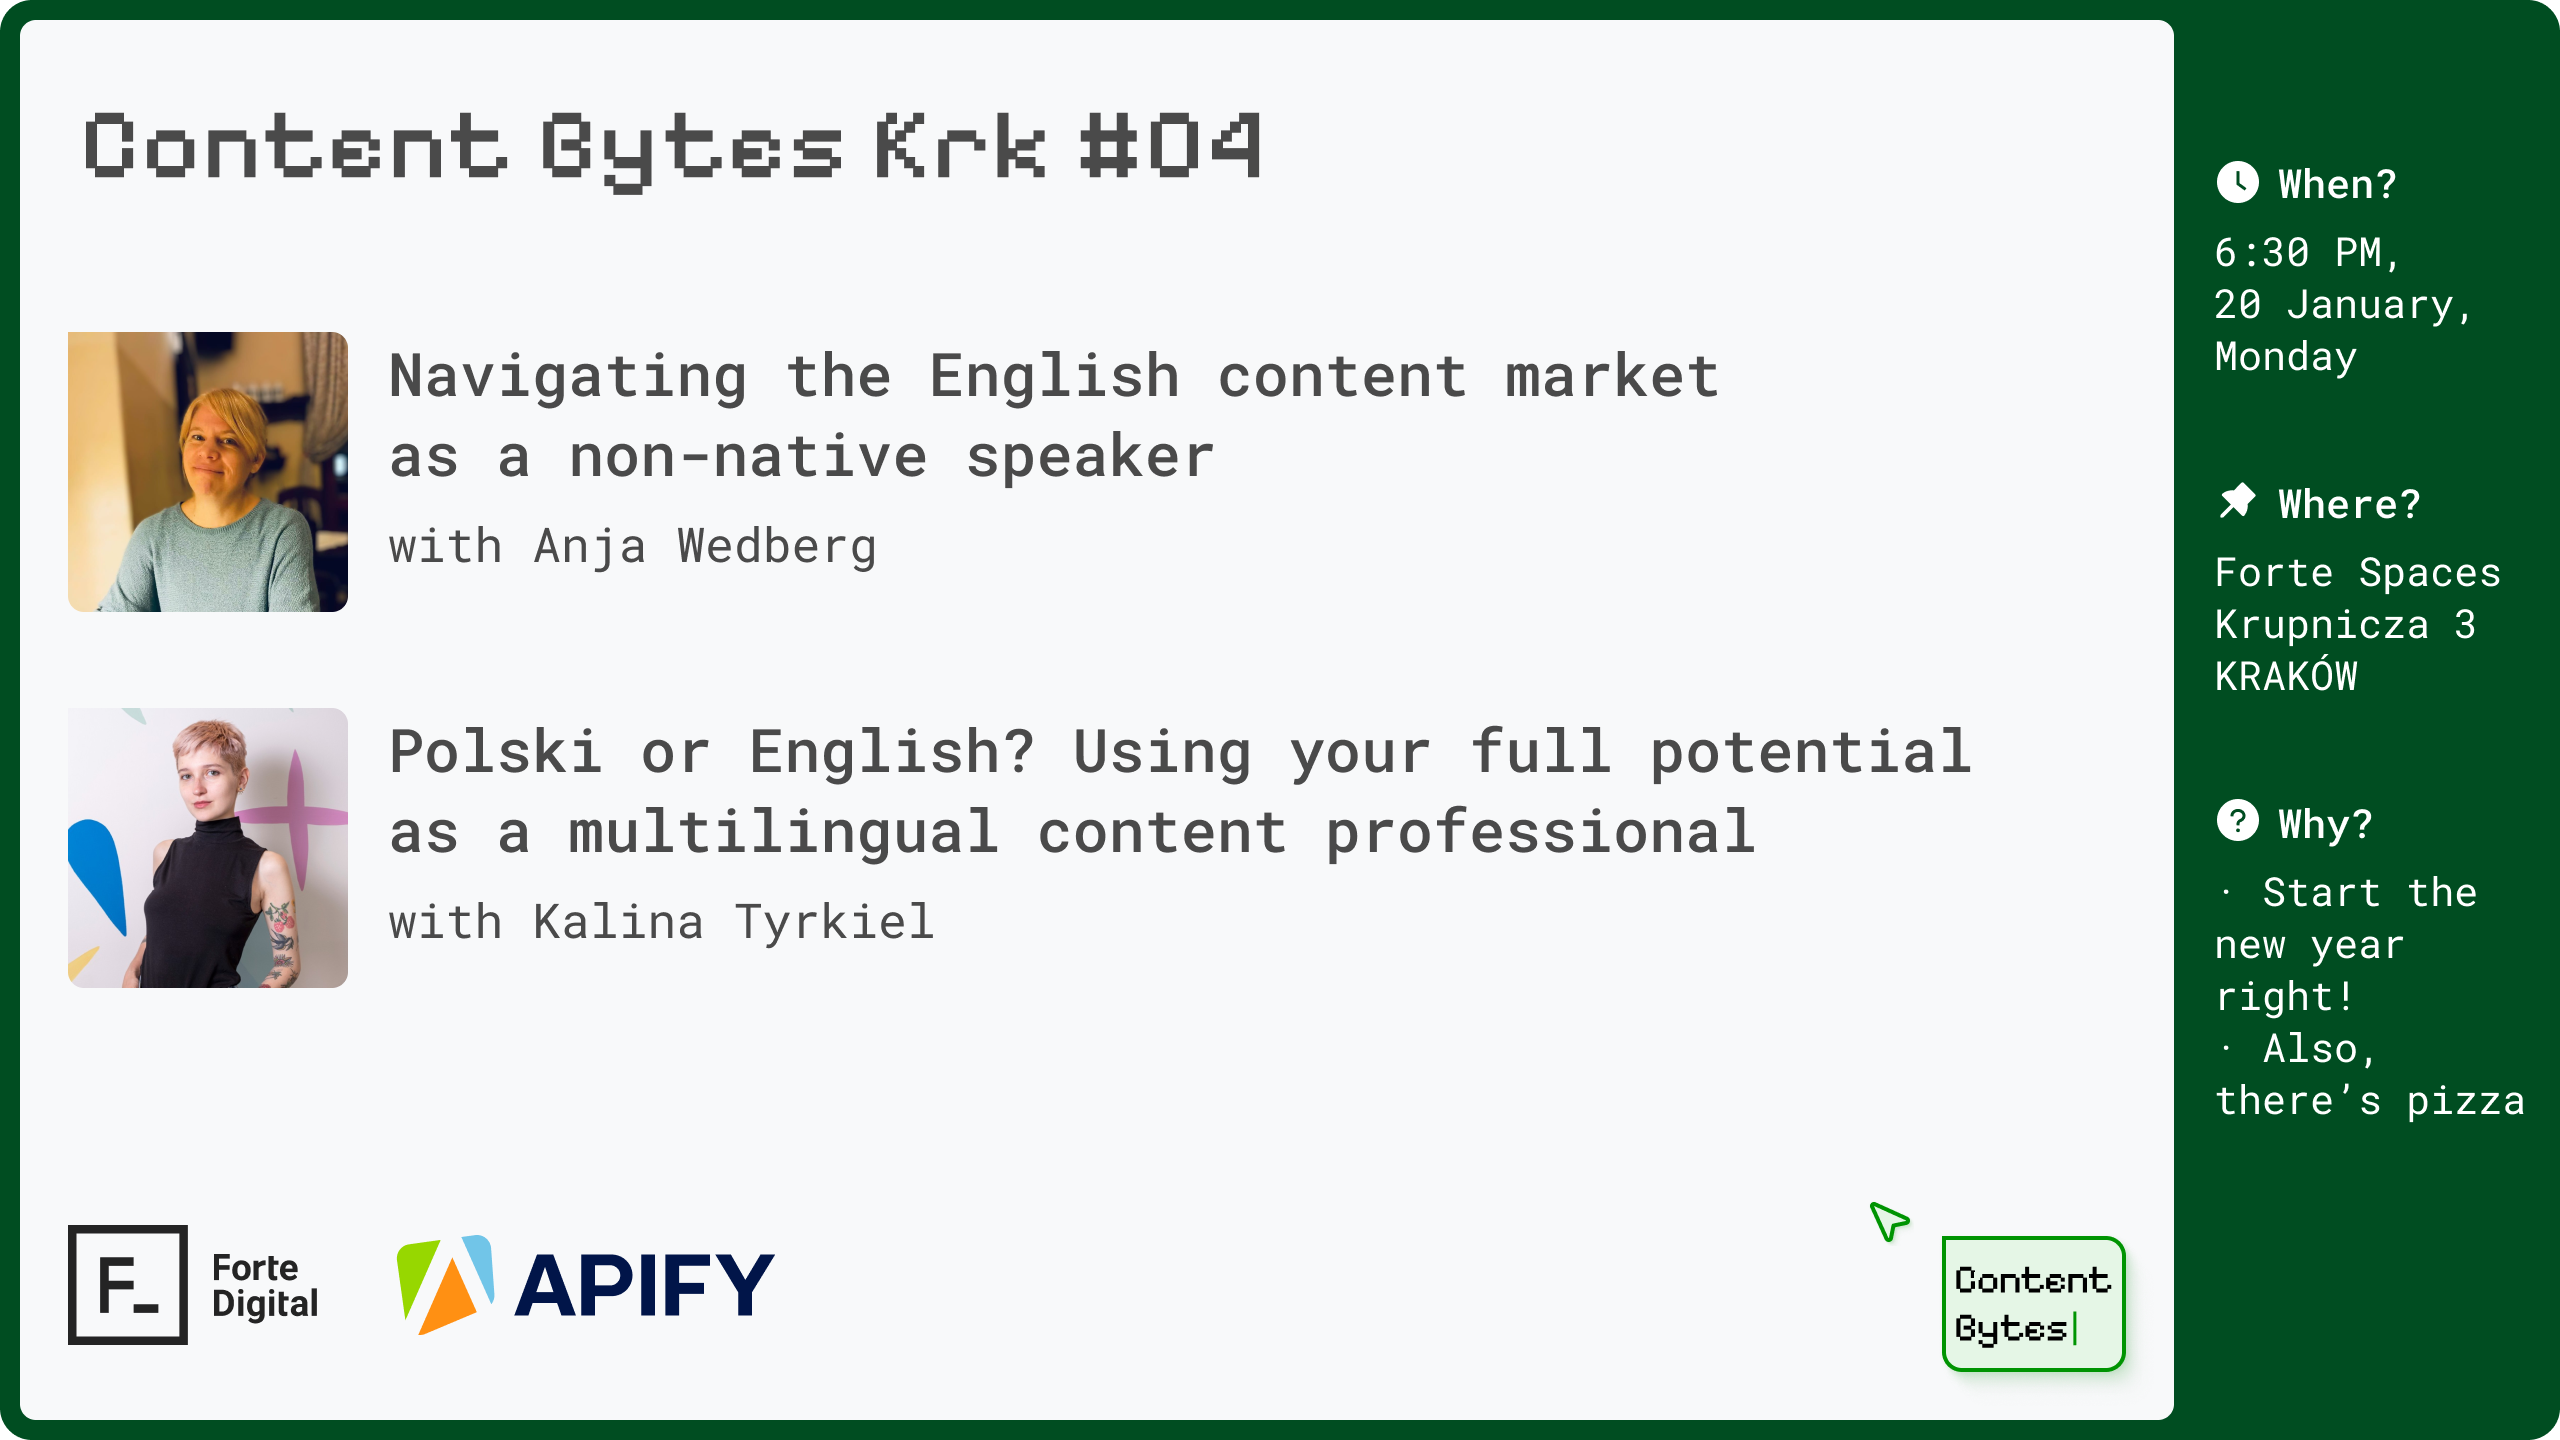 Content Bytes Krk #04
Navigating the English content market
as a non-native speaker
with Anja Wedberg
Polski or English? Using your full potential
as a multilingual content professional
with Kalina Tyrkiel
When?
6:30 PM,
20 January,
Monday
Where?
Forte Spaces
Krupnicza 3
KRAKÓW
? Why?
· Start the
new year
right!
· Also,
there’s pizza
F_
Forte
Digital
APIFY
Content
Bytes|